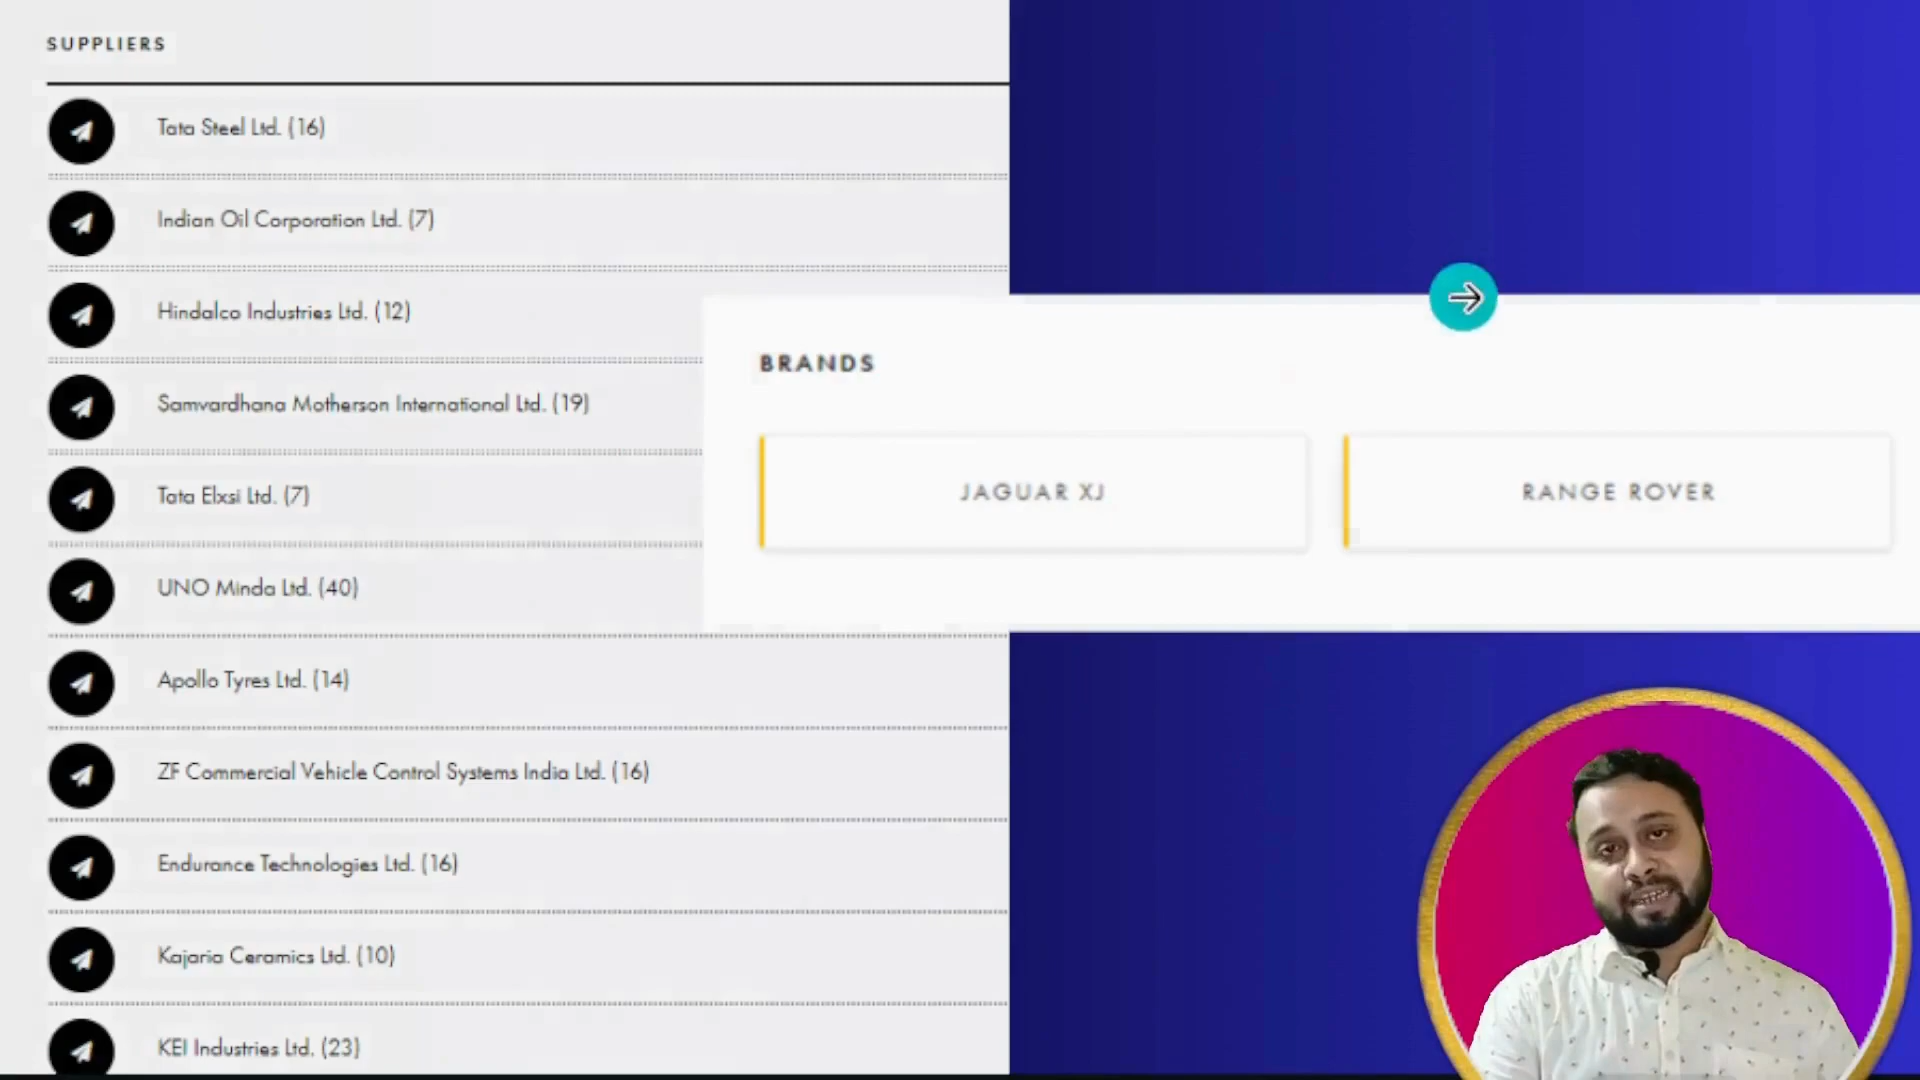 SUPPLIERS
Tata Steel Ltd. (16)
Indian Oil Corporation Ltd. (7)
Hindalco Industries Ltd. (12)
Samvardhana Motherson International Ltd. (19)
Tata Elxsi Ltd. (7)
UNO Minda Ltd. (40)
Apollo Tyres Ltd. (14)
ZF Commercial Vehicle Control Systems India Ltd. (16)
Endurance Technologies Ltd. (16)
Kajaria Ceramics Ltd. (10)
KEI Industries Ltd. (23)
BRANDS
JAGUAR XJ
RANGE ROVER